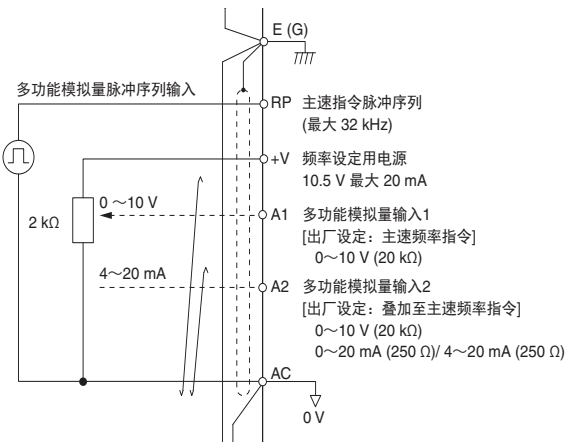 E (G)
多功能模拟量脉冲序列输入
RP 主速指令脉冲序列
(最大 32 kHz)
+V 频率设定用电源
10.5 V 最大 20 mA
0～10 V
2 kΩ
A1 多功能模拟量输入1
[出厂设定：主速频率指令]
0～10 V (20 kΩ)
4～20 mA
A2 多功能模拟量输入2
[出厂设定：叠加至主速频率指令]
0～10 V (20 kΩ)
0～20 mA (250 Ω)/ 4～20 mA (250 Ω)
AC
0 V